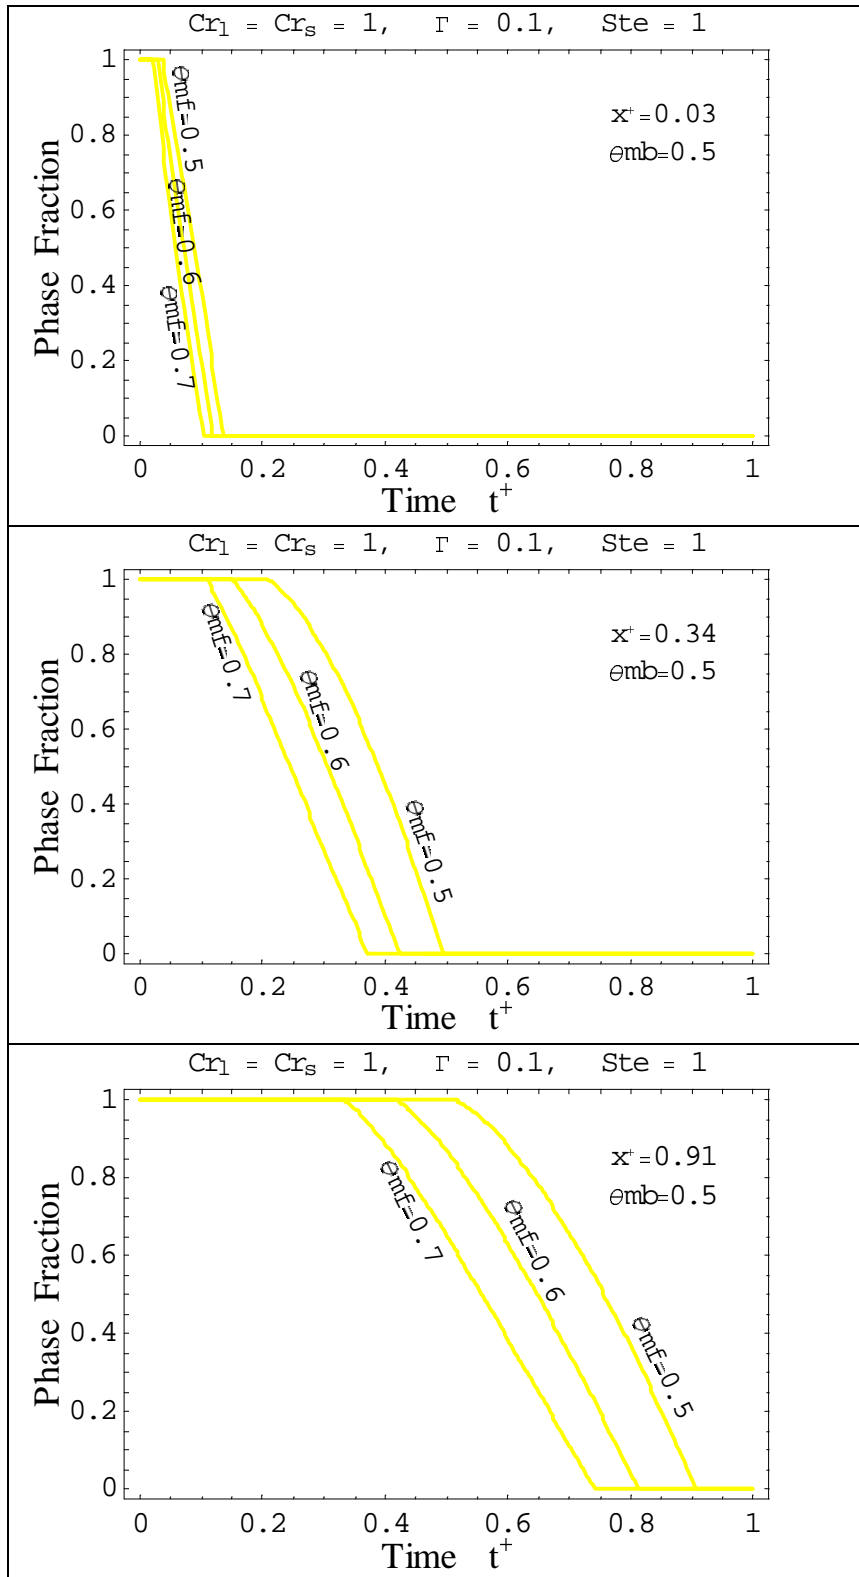 Cr_l = Cr_s = 1, Γ = 0.1, Ste = 1
1
0.8
0.6
0.4
0.2
0
Phase Fraction
x⁺=0.03
θmb=0.5
θmf=0.5
θmf=0.6
θmf=0.7
0 0.2 0.4 0.6 0.8 1
Time t⁺
Cr_l = Cr_s = 1, Γ = 0.1, Ste = 1
1
0.8
0.6
0.4
0.2
0
Phase Fraction
x⁺=0.34
θmb=0.5
θmf=0.7
θmf=0.6
θmf=0.5
0 0.2 0.4 0.6 0.8 1
Time t⁺
Cr_l = Cr_s = 1, Γ = 0.1, Ste = 1
1
0.8
0.6
0.4
0.2
0
Phase Fraction
x⁺=0.91
θmb=0.5
θmf=0.7
θmf=0.6
θmf=0.5
0 0.2 0.4 0.6 0.8 1
Time t⁺